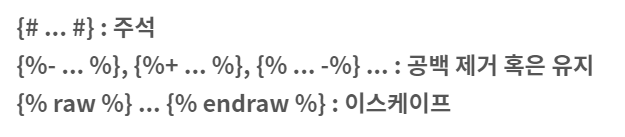 {# ... #} : 주석
{%- ... %}, {%+ ... %}, {% ... -%} ... : 공백 제거 혹은 유지
{% raw %} ... {% endraw %} : 이스케이프